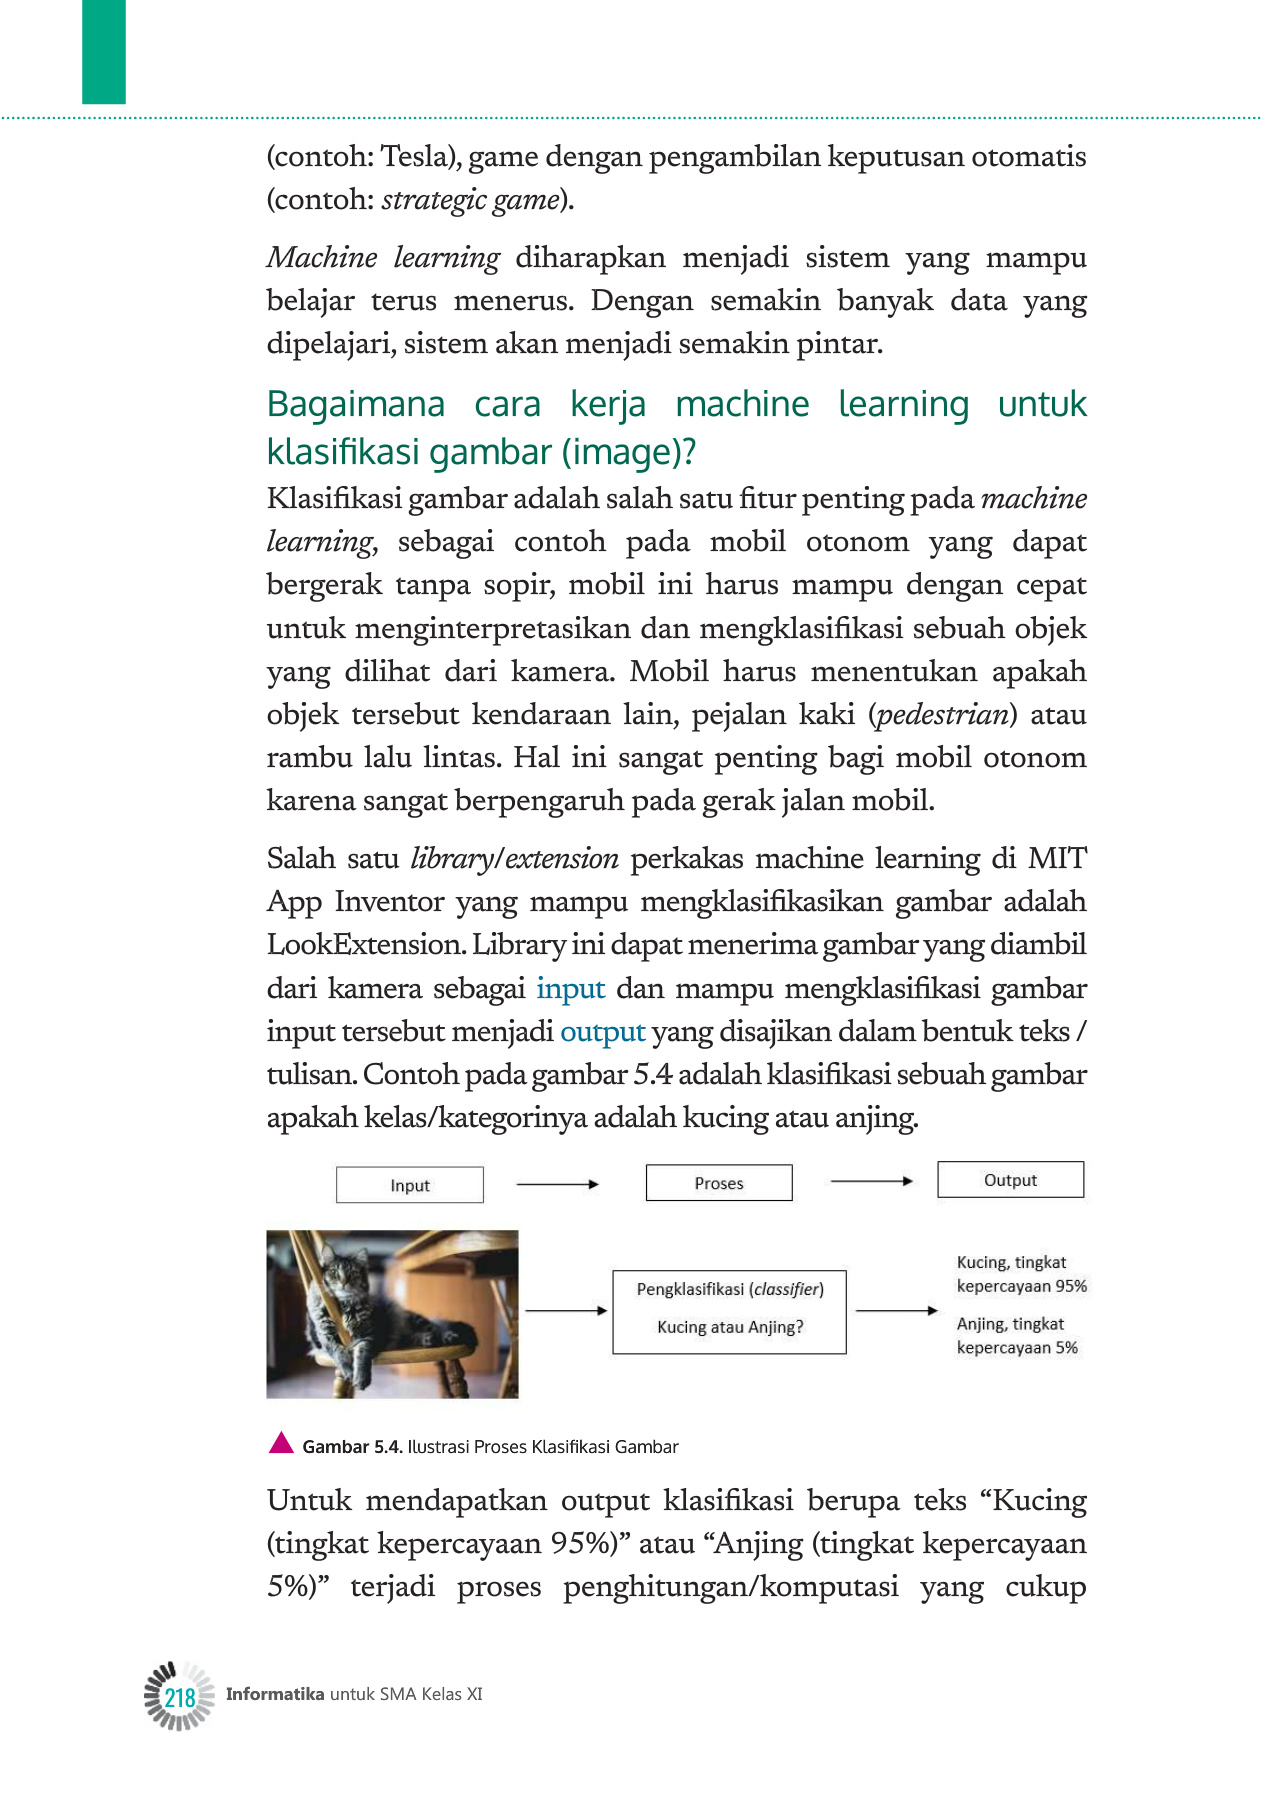 (contoh: Tesla), game dengan pengambilan keputusan otomatis
(contoh: strategic game).
Machine learning diharapkan menjadi sistem yang mampu
belajar terus menerus. Dengan semakin banyak data yang
dipelajari, sistem akan menjadi semakin pintar.
Bagaimana cara kerja machine learning untuk
klasifikasi gambar (image)?
Klasifikasi gambar adalah salah satu fitur penting pada machine
learning, sebagai contoh pada mobil otonom yang dapat
bergerak tanpa sopir, mobil ini harus mampu dengan cepat
untuk menginterpretasikan dan mengklasifikasi sebuah objek
yang dilihat dari kamera. Mobil harus menentukan apakah
objek tersebut kendaraan lain, pejalan kaki (pedestrian) atau
rambu lalu lintas. Hal ini sangat penting bagi mobil otonom
karena sangat berpengaruh pada gerak jalan mobil.
Salah satu library/extension perkakas machine learning di MIT
App Inventor yang mampu mengklasifikasikan gambar adalah
LookExtension. Library ini dapat menerima gambar yang diambil
dari kamera sebagai input dan mampu mengklasifikasi gambar
input tersebut menjadi output yang disajikan dalam bentuk teks /
tulisan. Contoh pada gambar 5.4 adalah klasifikasi sebuah gambar
apakah kelas/kategorinya adalah kucing atau anjing.
Input
Proses
Output
Pengklasifikasi (classifier)
Kucing atau Anjing?
Kucing, tingkat
kepercayaan 95%
Anjing, tingkat
kepercayaan 5%
Gambar 5.4. Ilustrasi Proses Klasifikasi Gambar
Untuk mendapatkan output klasifikasi berupa teks “Kucing
(tingkat kepercayaan 95%)” atau “Anjing (tingkat kepercayaan
5%)” terjadi proses penghitungan/komputasi yang cukup
218
Informatika untuk SMA Kelas XI